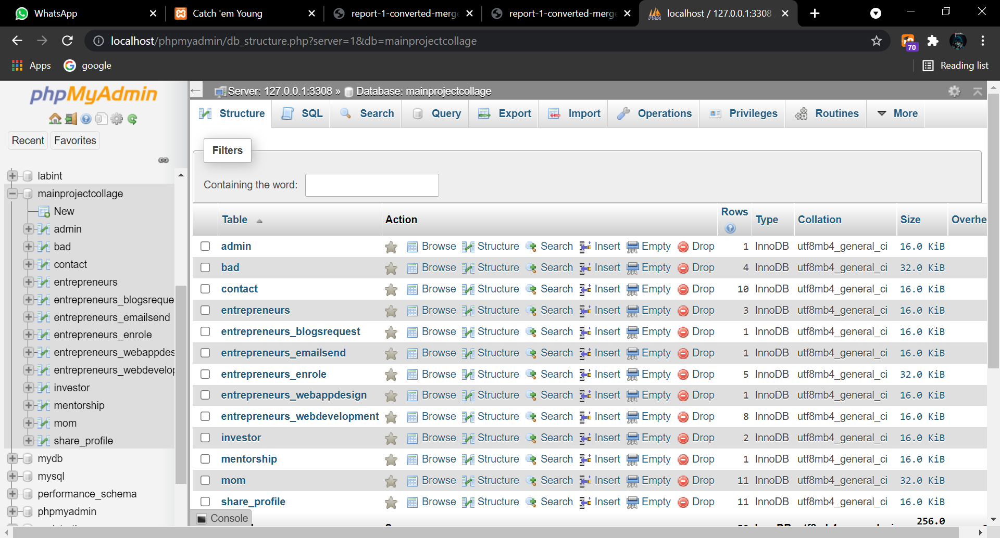 WhatsApp
Catch 'em Young
report-1-converted-merge
report-1-converted-merge
localhost / 127.0.0.1:3308
localhost/phpmyadmin/db_structure.php?server=1&db=mainprojectcollage
70
Apps
google
Reading list
phpMyAdmin
Recent
Favorites
labint
mainprojectcollage
New
admin
bad
contact
entrepreneurs
entrepreneurs_blogsreque
entrepreneurs_emailsend
entrepreneurs_enrole
entrepreneurs_webappdes
entrepreneurs_webdevelop
investor
mentorship
mom
share_profile
mydb
mysql
performance_schema
phpmyadmin
Server: 127.0.0.1:3308 » Database: mainprojectcollage
Structure SQL Search Query Export Import Operations Privileges Routines More
Filters
Containing the word:
Table Action Rows Type Collation Size Overhe
admin Browse Structure Search Insert Empty Drop 1 InnoDB utf8mb4_general_ci 16.0 KiB
bad Browse Structure Search Insert Empty Drop 4 InnoDB utf8mb4_general_ci 32.0 KiB
contact Browse Structure Search Insert Empty Drop 10 InnoDB utf8mb4_general_ci 16.0 KiB
entrepreneurs Browse Structure Search Insert Empty Drop 3 InnoDB utf8mb4_general_ci 16.0 KiB
entrepreneurs_blogsrequest Browse Structure Search Insert Empty Drop 1 InnoDB utf8mb4_general_ci 16.0 KiB
entrepreneurs_emailsend Browse Structure Search Insert Empty Drop 1 InnoDB utf8mb4_general_ci 16.0 KiB
entrepreneurs_enrole Browse Structure Search Insert Empty Drop 5 InnoDB utf8mb4_general_ci 32.0 KiB
entrepreneurs_webappdesign Browse Structure Search Insert Empty Drop 1 InnoDB utf8mb4_general_ci 16.0 KiB
entrepreneurs_webdevelopment Browse Structure Search Insert Empty Drop 8 InnoDB utf8mb4_general_ci 16.0 KiB
investor Browse Structure Search Insert Empty Drop 2 InnoDB utf8mb4_general_ci 16.0 KiB
mentorship Browse Structure Search Insert Empty Drop 1 InnoDB utf8mb4_general_ci 16.0 KiB
mom Browse Structure Search Insert Empty Drop 11 InnoDB utf8mb4_general_ci 32.0 KiB
share_profile Browse Structure Search Insert Empty Drop 11 InnoDB utf8mb4_general_ci 16.0 KiB
Console
256.0